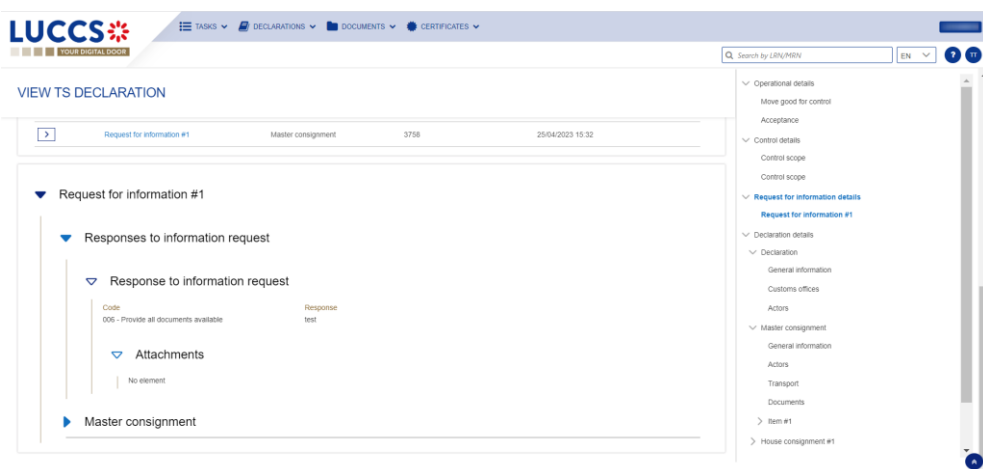 LUCCS
YOUR DIGITAL DOOR
TASKS
DECLARATIONS
DOCUMENTS
CERTIFICATES
Search by LRN/MRN
EN
?
TT
VIEW TS DECLARATION
Request for information #1 Master consignment 3758 25/04/2023 15:32
Request for information #1
Responses to information request
Response to information request
Code Response
006 - Provide all documents available test
Attachments
No element
Master consignment
Operational details
Move good for control
Acceptance
Control details
Control scope
Control scope
Request for information details
Request for information #1
Declaration details
Declaration
General information
Customs offices
Actors
Master consignment
General information
Actors
Transport
Documents
Item #1
House consignment #1